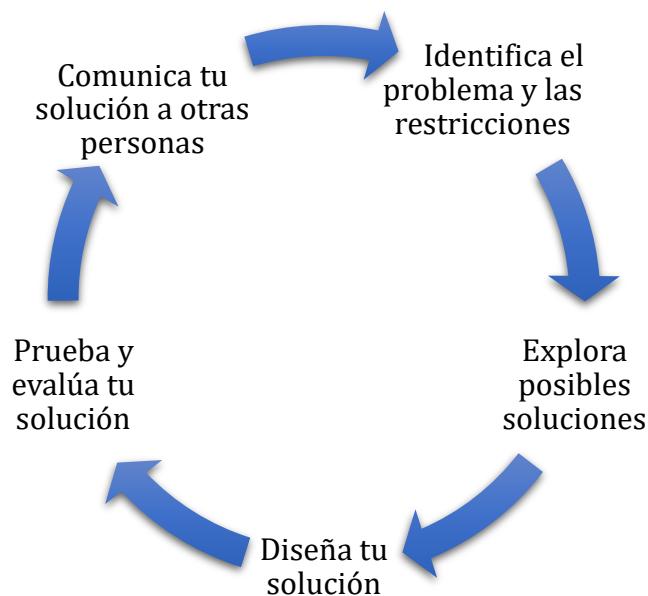 Identifica el
problema y las
restricciones
Explora
posibles
soluciones
Diseña tu
solución
Prueba y
evalúa tu
solución
Comunica tu
solución a otras
personas